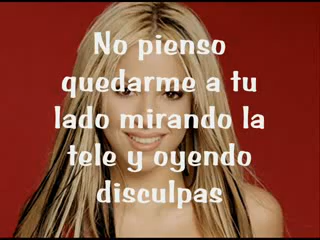 No pienso
quedarme a tu
lado mirando la
tele y oyendo
disculpas